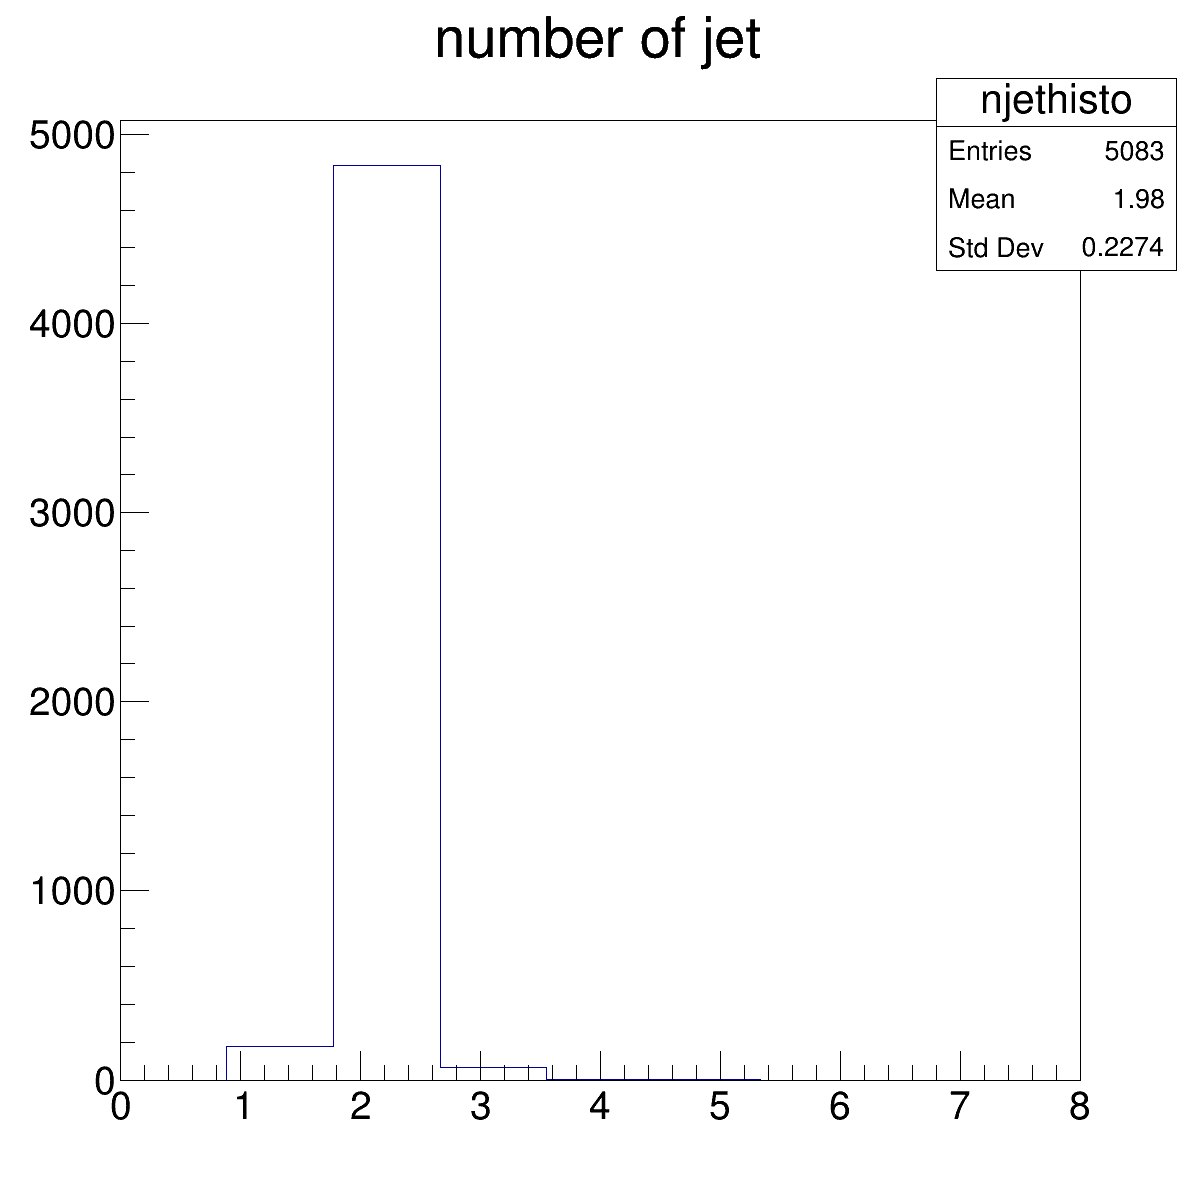 number of jet
njethisto
Entries 5083
Mean 1.98
Std Dev 0.2274
5000
4000
3000
2000
1000
0
0 1 2 3 4 5 6 7 8